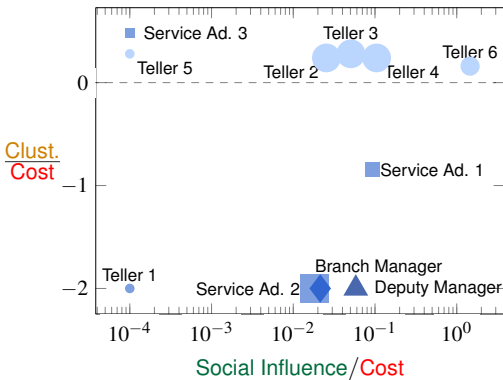 Service Ad. 3
Teller 3
Teller 5
Teller 2
Teller 4
Teller 6
0
Clust.
Cost
Service Ad. 1
−1
Teller 1
Branch Manager
Service Ad. 2
Deputy Manager
−2
10⁻⁴
10⁻³
10⁻²
10⁻¹
10⁰
Social Influence/Cost